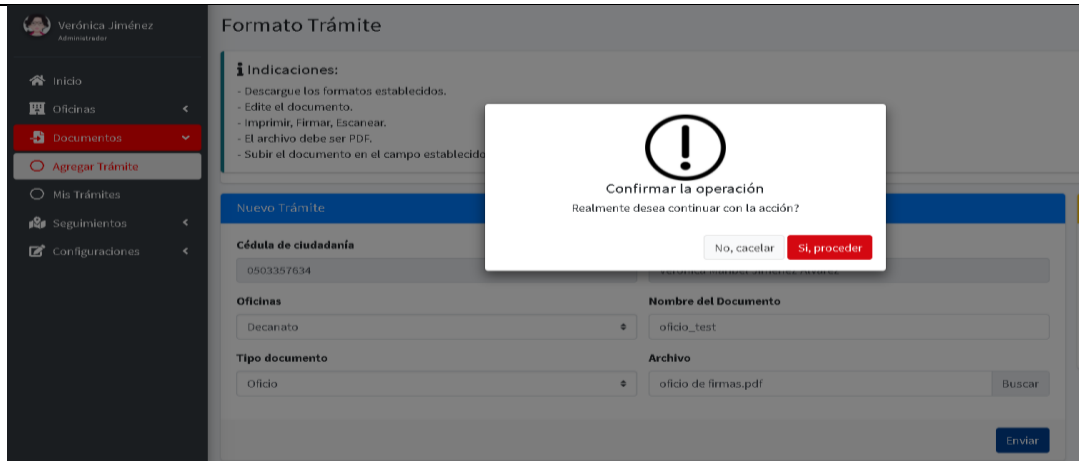 Verónica Jiménez
Administrador
Inicio
Oficinas
Documentos
Agregar Trámite
Mis Trámites
Seguimientos
Configuraciones
Formato Trámite
Indicaciones:
- Descargue los formatos establecidos.
- Edite el documento.
- Imprimir, Firmar, Escanear.
- El archivo debe ser PDF.
- Subir el documento en el campo establecido
Confirmar la operación
Realmente desea continuar con la acción?
No, cacelar
Si, proceder
Nuevo Trámite
Cédula de ciudadanía
0503357634
Oficinas
Decanato
Nombre del Documento
oficio_test
Tipo documento
Oficio
Archivo
oficio de firmas.pdf
Buscar
Enviar